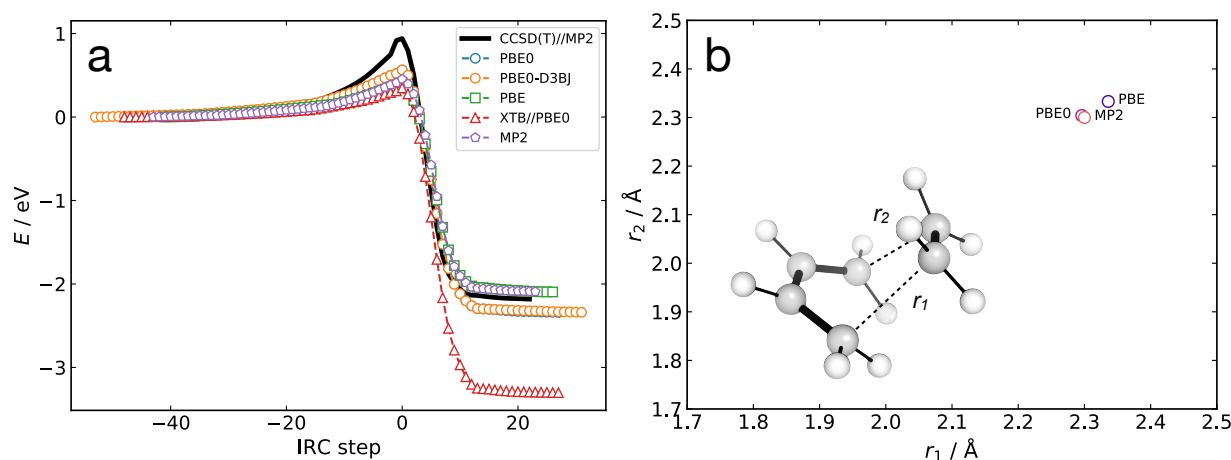 a
1
0
−1
−2
−3
E / eV
−40
−20
0
20
IRC step
CCSD(T)//MP2
PBE0
PBE0-D3BJ
PBE
XTB//PBE0
MP2
b
2.5
2.4
2.3
2.2
2.1
2.0
1.9
1.8
1.7
r2 / Å
1.7
1.8
1.9
2.0
2.1
2.2
2.3
2.4
2.5
r1 / Å
PBE
PBE0
MP2
r2
r1